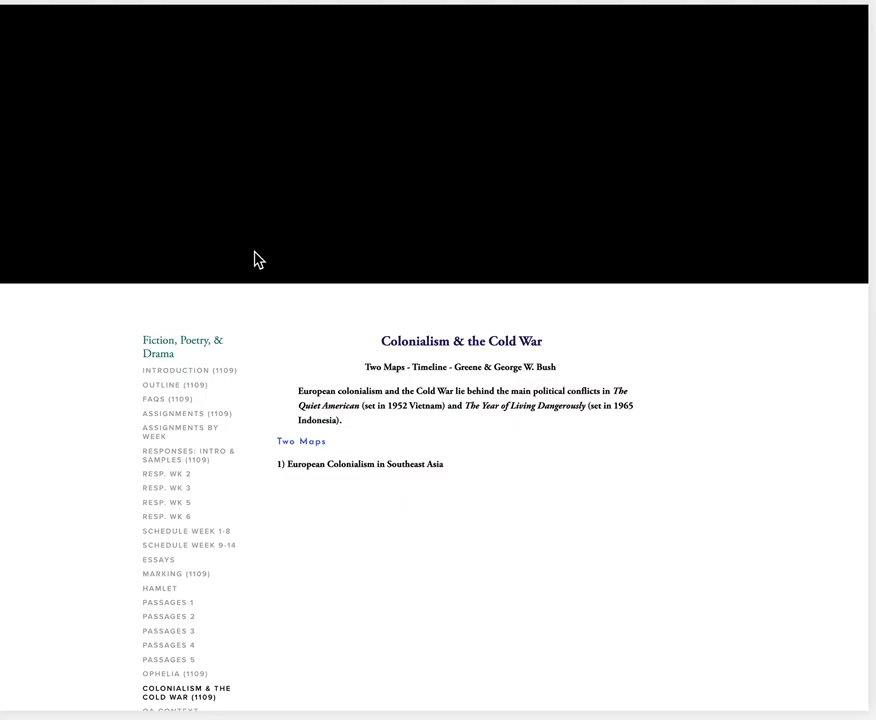 Fiction, Poetry, &
Drama
INTRODUCTION (1109)
OUTLINE (1109)
FAQS (1109)
ASSIGNMENTS (1109)
ASSIGNMENTS BY
WEEK
RESPONSES: INTRO &
SAMPLES (1109)
RESP. WK 2
RESP. WK 3
RESP. WK 5
RESP. WK 6
SCHEDULE WEEK 1-8
SCHEDULE WEEK 9-14
ESSAYS
MARKING (1109)
HAMLET
PASSAGES 1
PASSAGES 2
PASSAGES 3
PASSAGES 4
PASSAGES 5
OPHELIA (1109)
COLONIALISM & THE
COLD WAR (1109)
QA CONTEXT
Colonialism & the Cold War
Two Maps - Timeline - Greene & George W. Bush
European colonialism and the Cold War lie behind the main political conflicts in The
Quiet American (set in 1952 Vietnam) and The Year of Living Dangerously (set in 1965
Indonesia).
Two Maps
1) European Colonialism in Southeast Asia